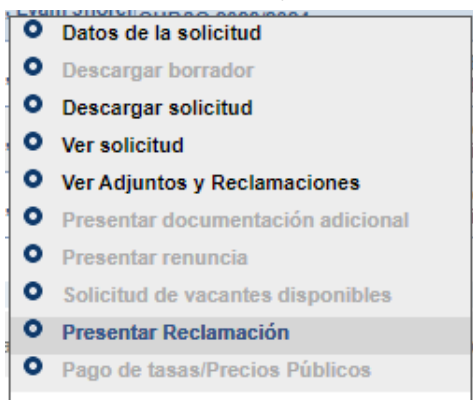 Datos de la solicitud
Descargar borrador
Descargar solicitud
Ver solicitud
Ver Adjuntos y Reclamaciones
Presentar documentación adicional
Presentar renuncia
Solicitud de vacantes disponibles
Presentar Reclamación
Pago de tasas/Precios Públicos